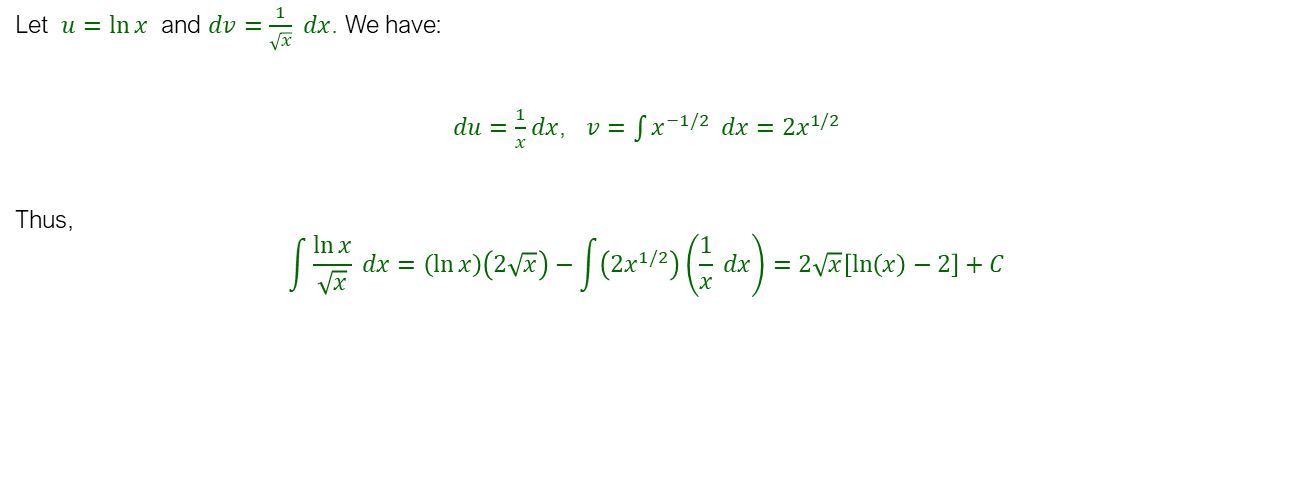 Let u = ln x and dv = 1/√x dx. We have:
du = 1/x dx, v = ∫ x^−1/2 dx = 2x^1/2
Thus,
∫ ln x/√x dx = (ln x)(2√x) − ∫(2x^1/2)(1/x dx) = 2√x[ln(x) − 2] + C